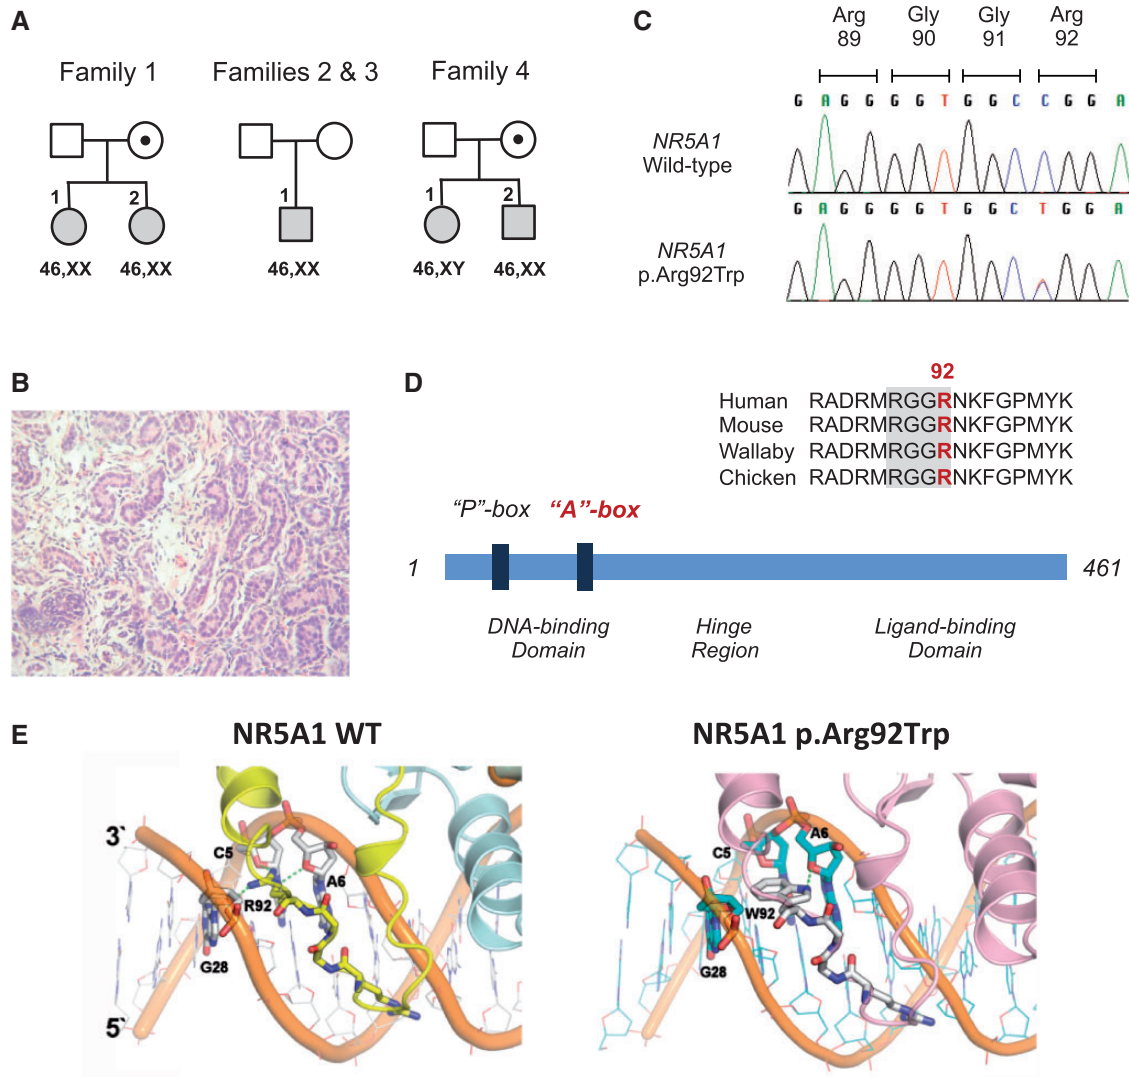 A
Family 1
Families 2 & 3
Family 4
1
2
1
1
2
46,XX
46,XX
46,XX
46,XY
46,XX
C
Arg
89
Gly
90
Gly
91
Arg
92
G A G G G T G G C C G G A
NR5A1
Wild-type
G A G G G T G G C T G G A
NR5A1
p.Arg92Trp
B
D
92
Human RADRMRGGRNKFGPMYK
Mouse RADRMRGGRNKFGPMYK
Wallaby RADRMRGGRNKFGPMYK
Chicken RADRMRGGRNKFGPMYK
“P”-box
“A”-box
1
461
DNA-binding
Domain
Hinge
Region
Ligand-binding
Domain
E
NR5A1 WT
3`
C5
A6
R92
G28
5`
NR5A1 p.Arg92Trp
A6
C5
W92
G28